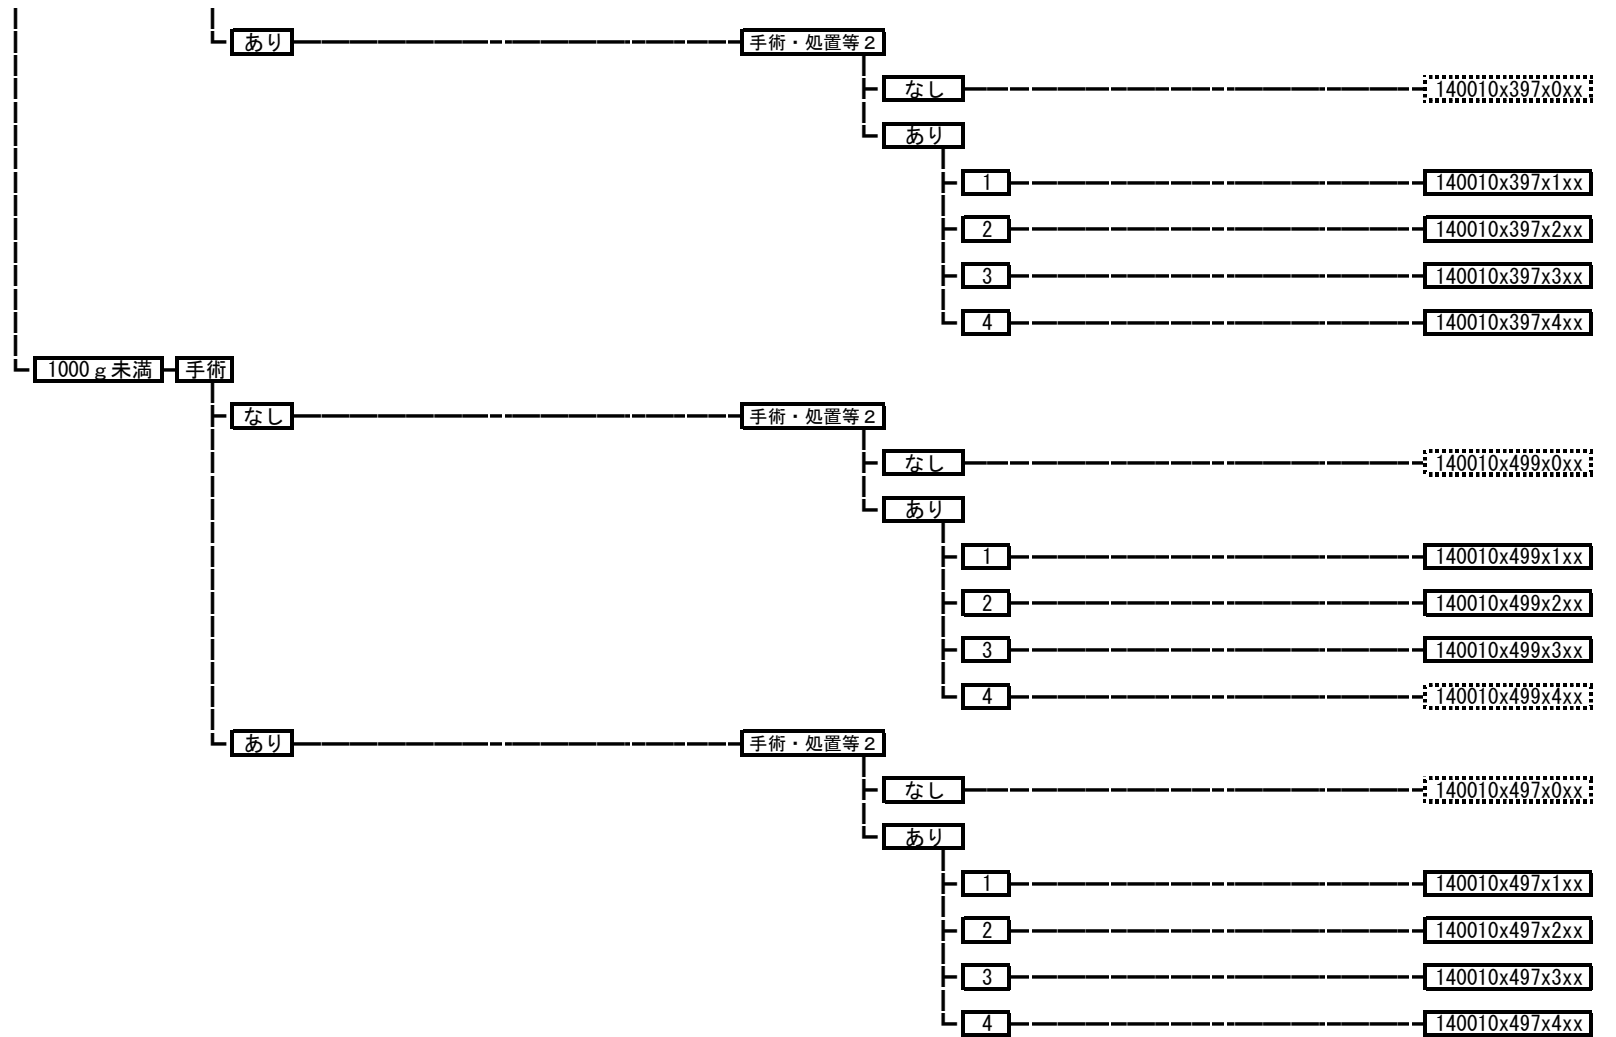 あり 手術・処置等２
なし 140010x397x0xx
あり
1 140010x397x1xx
2 140010x397x2xx
3 140010x397x3xx
4 140010x397x4xx
1000ｇ未満 手術
なし 手術・処置等２
なし 140010x499x0xx
あり
1 140010x499x1xx
2 140010x499x2xx
3 140010x499x3xx
4 140010x499x4xx
あり 手術・処置等２
なし 140010x497x0xx
あり
1 140010x497x1xx
2 140010x497x2xx
3 140010x497x3xx
4 140010x497x4xx